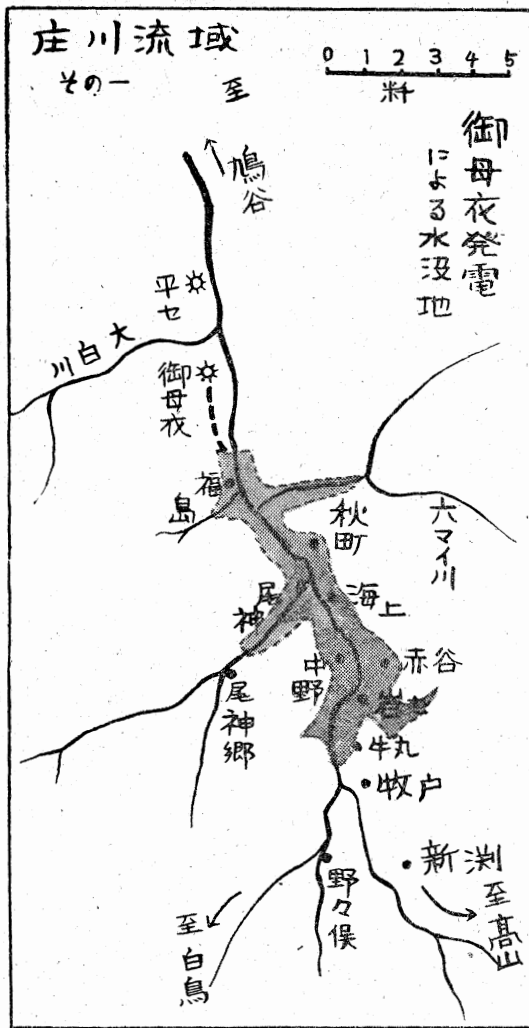 庄川流域
その一
0 1 2 3 4 5
粁
御母衣発電
による水没地
至
鳩谷
平セ
大白川
御母衣
福島
秋町
六マイ川
尾神
海上
中野
赤谷
尾神郷
牛丸
牧戸
新渕
野々俣
至高山
至白鳥